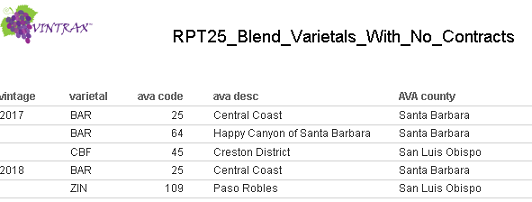 VINTRAX
RPT25_Blend_Varietals_With_No_Contracts
vintage varietal ava code ava desc AVA county
2017 BAR 25 Central Coast Santa Barbara
BAR 64 Happy Canyon of Santa Barbara Santa Barbara
CBF 45 Creston District San Luis Obispo
2018 BAR 25 Central Coast Santa Barbara
ZIN 109 Paso Robles San Luis Obispo